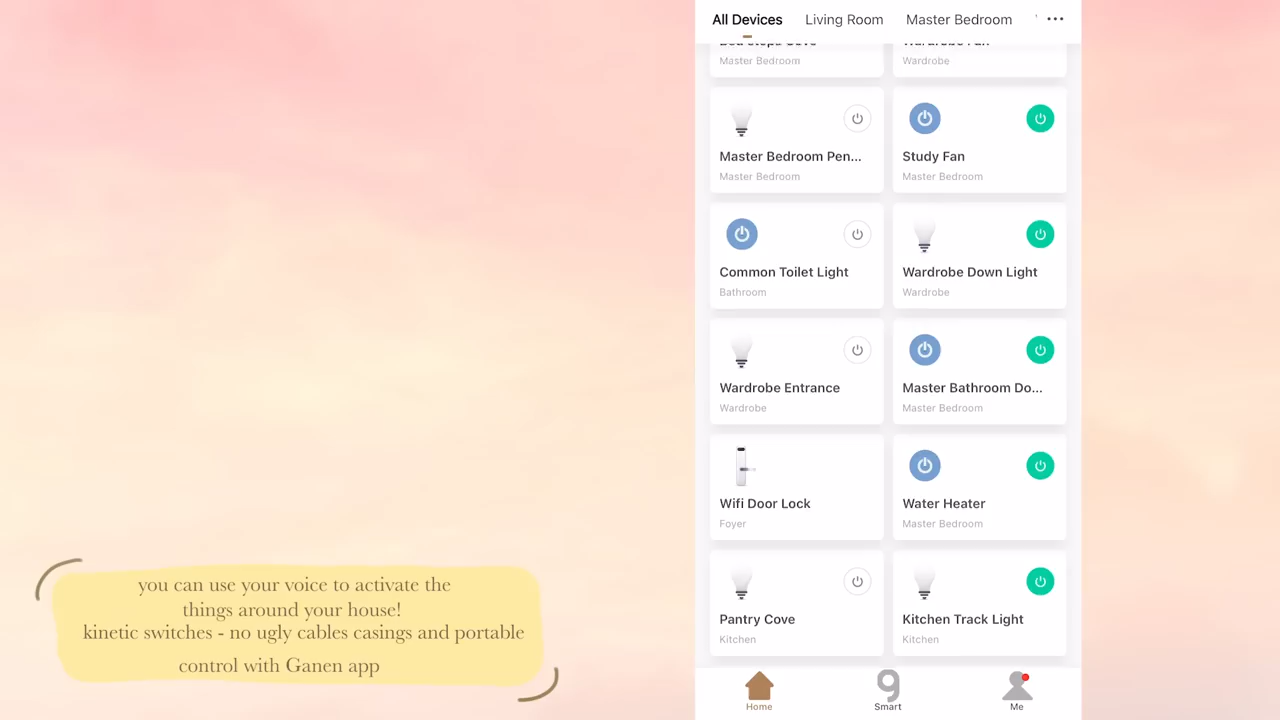 All Devices
Living Room
Master Bedroom
Master Bedroom
Wardrobe
Master Bedroom Pen...
Master Bedroom
Study Fan
Master Bedroom
Common Toilet Light
Bathroom
Wardrobe Down Light
Wardrobe
Wardrobe Entrance
Wardrobe
Master Bathroom Do...
Master Bedroom
Wifi Door Lock
Foyer
Water Heater
Master Bedroom
Pantry Cove
Kitchen
Kitchen Track Light
Kitchen
Home
Smart
Me
you can use your voice to activate the
things around your house!
kinetic switches - no ugly cables casings and portable
control with Ganen app